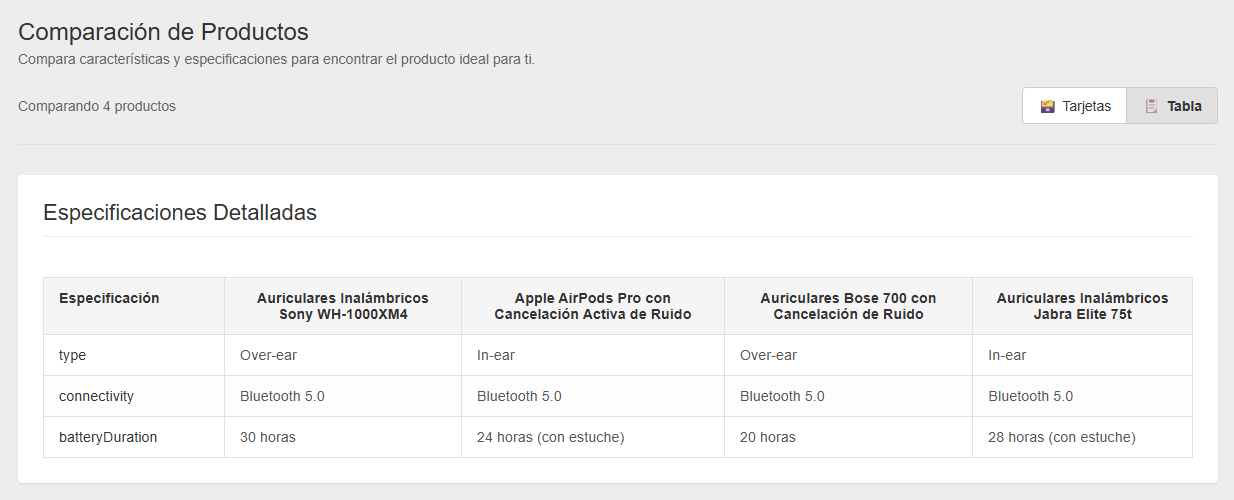 Comparación de Productos
Compara características y especificaciones para encontrar el producto ideal para ti.
Comparando 4 productos
Tarjetas
Tabla
Especificaciones Detalladas
Especificación
Auriculares Inalámbricos
Sony WH-1000XM4
Apple AirPods Pro con
Cancelación Activa de Ruido
Auriculares Bose 700 con
Cancelación de Ruido
Auriculares Inalámbricos
Jabra Elite 75t
type
Over-ear
In-ear
Over-ear
In-ear
connectivity
Bluetooth 5.0
Bluetooth 5.0
Bluetooth 5.0
Bluetooth 5.0
batteryDuration
30 horas
24 horas (con estuche)
20 horas
28 horas (con estuche)